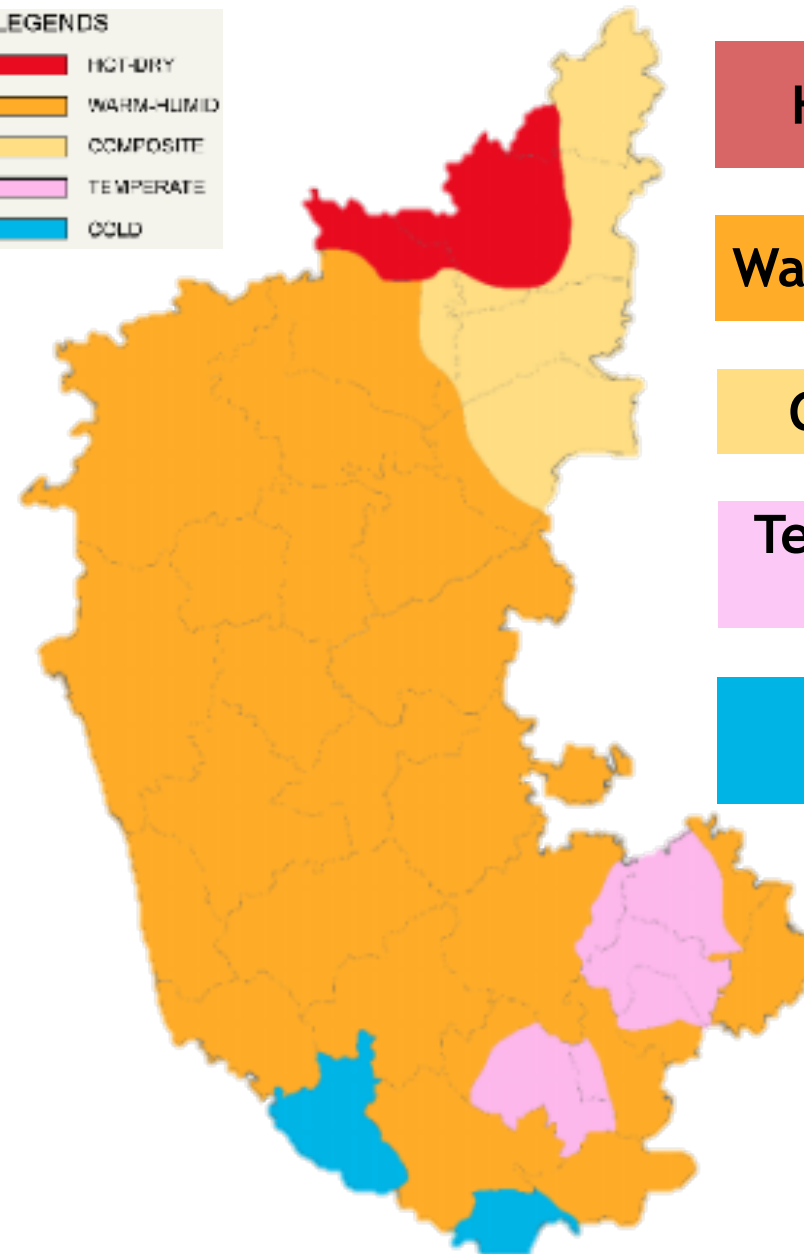 LEGENDS
HOT-DRY
WARM-HUMID
COMPOSITE
TEMPERATE
COLD
Wa
Te